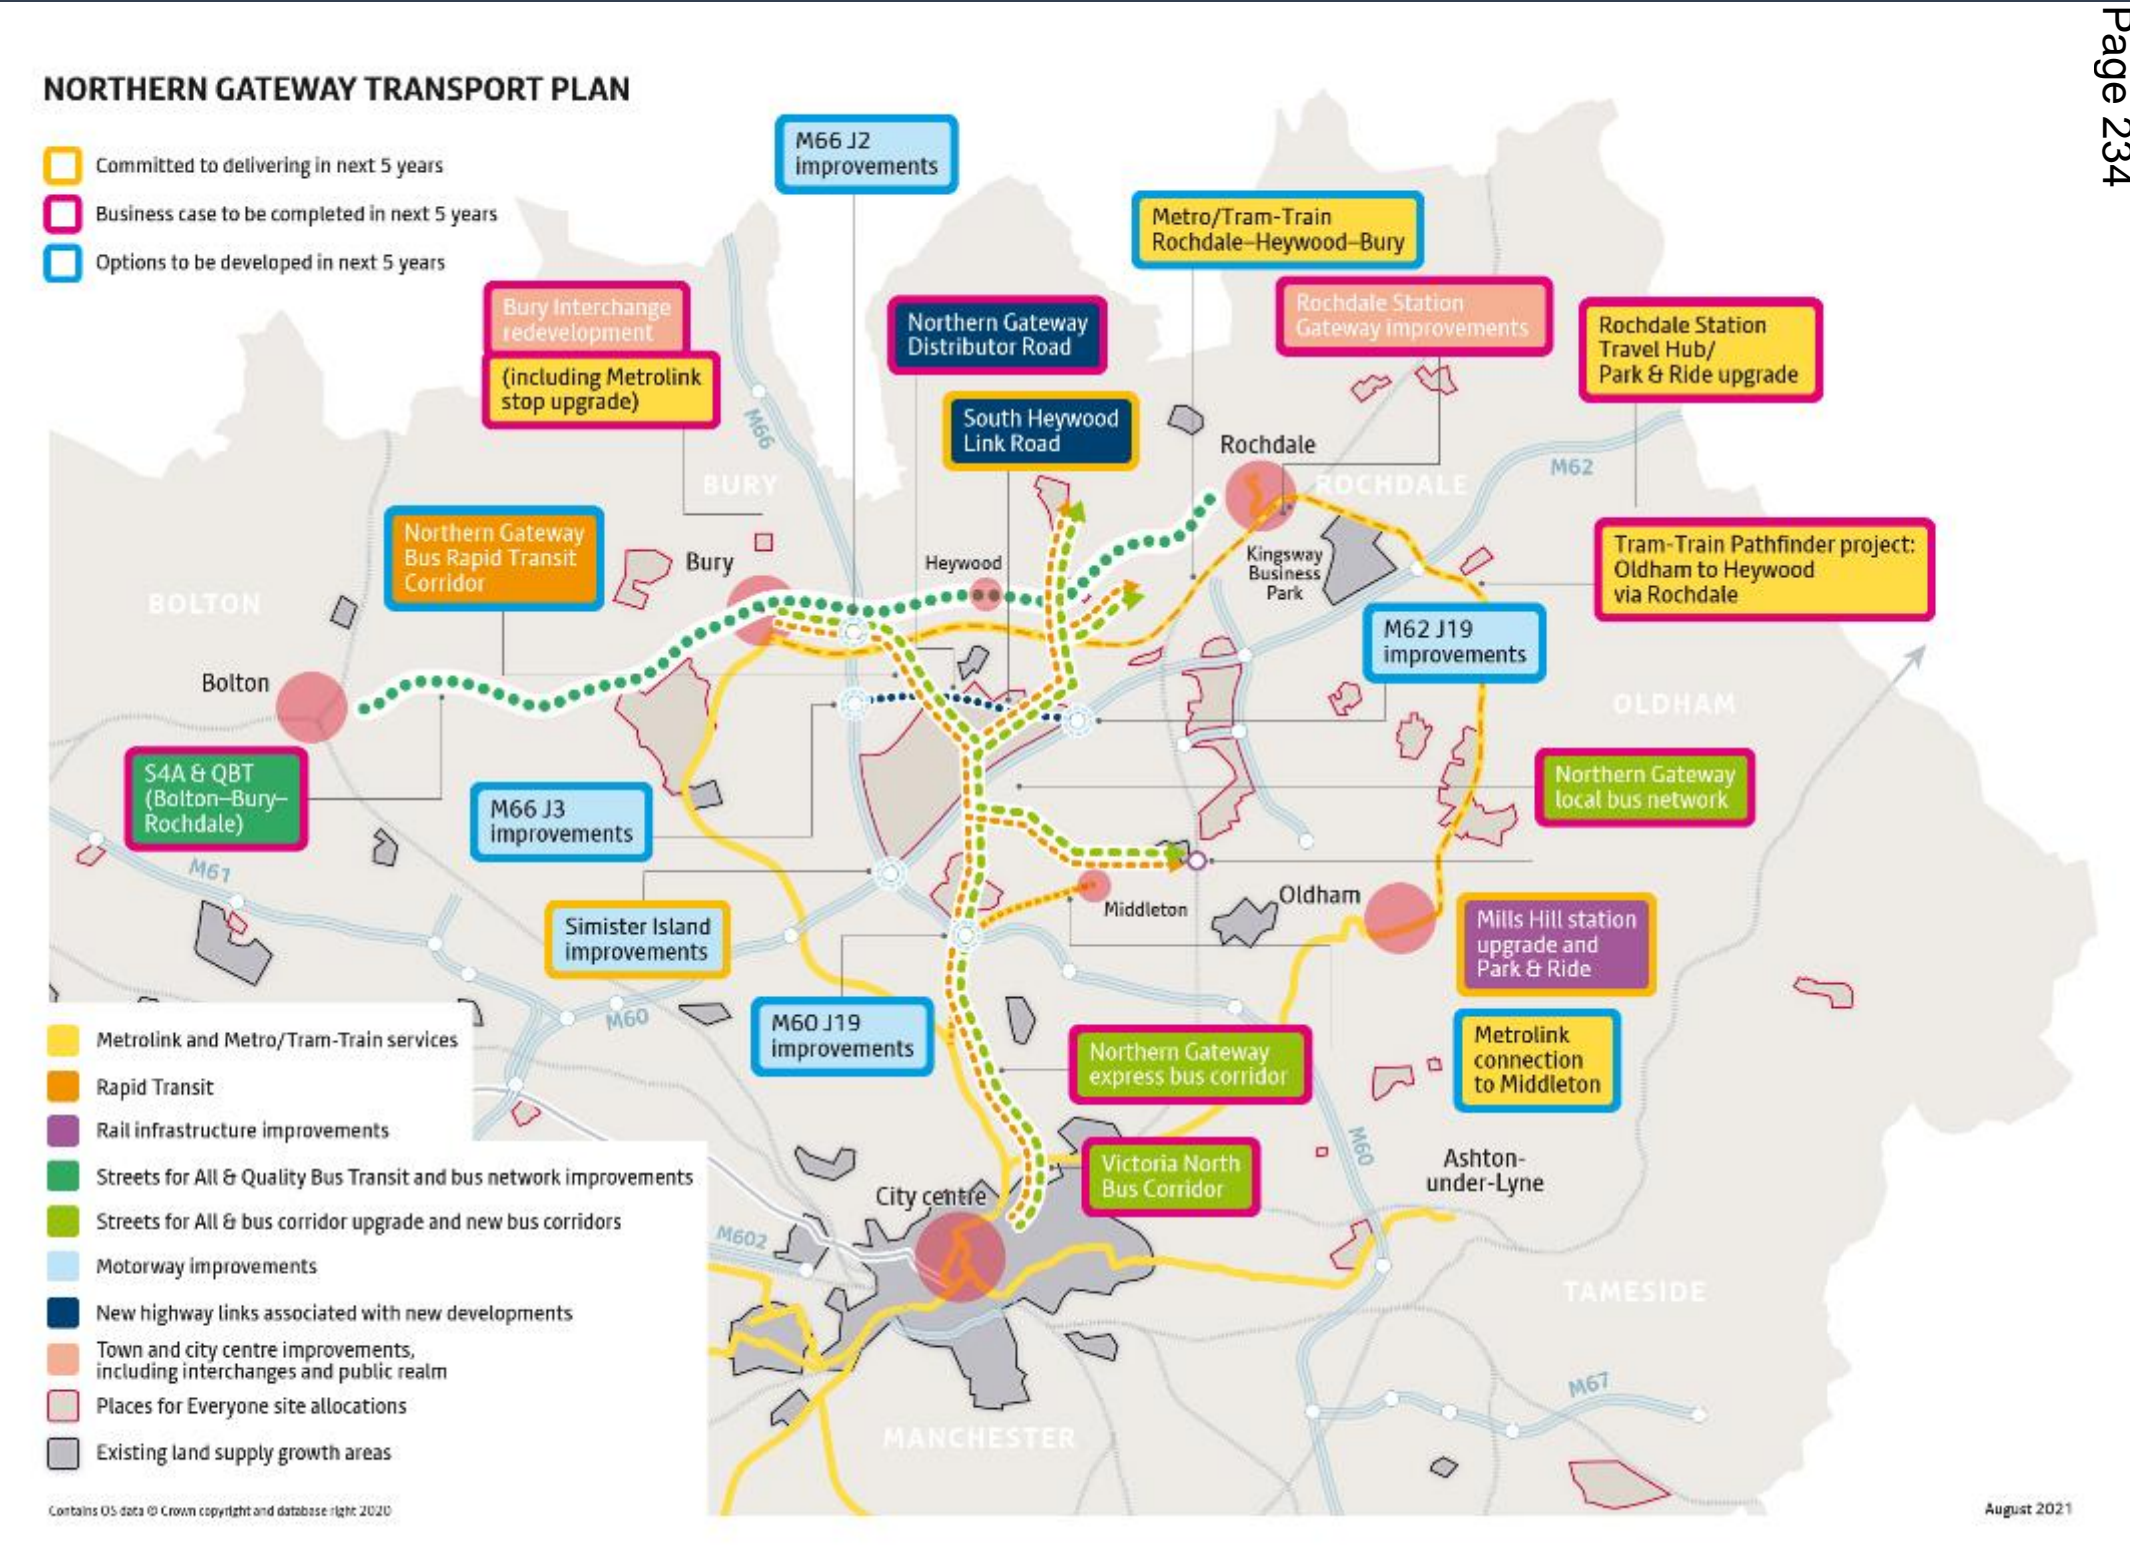 Page 234
NORTHERN GATEWAY TRANSPORT PLAN
Committed to delivering in next 5 years
Business case to be completed in next 5 years
Options to be developed in next 5 years
M66 J2
improvements
Metro/Tram-Train
Rochdale–Heywood–Bury
Bury Interchange
redevelopment
(including Metrolink
stop upgrade)
Northern Gateway
Distributor Road
Rochdale Station
Gateway improvements
Rochdale Station
Travel Hub/
Park & Ride upgrade
South Heywood
Link Road
M66
Rochdale
M62
BURY
ROCHDALE
Northern Gateway
Bus Rapid Transit
Corridor
Bury
Heywood
Kingsway
Business
Park
Tram-Train Pathfinder project:
Oldham to Heywood
via Rochdale
BOLTON
M62 J19
improvements
Bolton
OLDHAM
S4A & QBT
(Bolton–Bury–
Rochdale)
M66 J3
improvements
Northern Gateway
local bus network
M61
Simister Island
improvements
Middleton
Oldham
Mills Hill station
upgrade and
Park & Ride
M60
M60 J19
improvements
Northern Gateway
express bus corridor
Metrolink
connection
to Middleton
M60
Victoria North
Bus Corridor
Ashton-
under-Lyne
City centre
M602
TAMESIDE
M67
MANCHESTER
Metrolink and Metro/Tram-Train services
Rapid Transit
Rail infrastructure improvements
Streets for All & Quality Bus Transit and bus network improvements
Streets for All & bus corridor upgrade and new bus corridors
Motorway improvements
New highway links associated with new developments
Town and city centre improvements,
including interchanges and public realm
Places for Everyone site allocations
Existing land supply growth areas
Contains OS data © Crown copyright and database right 2020
August 2021